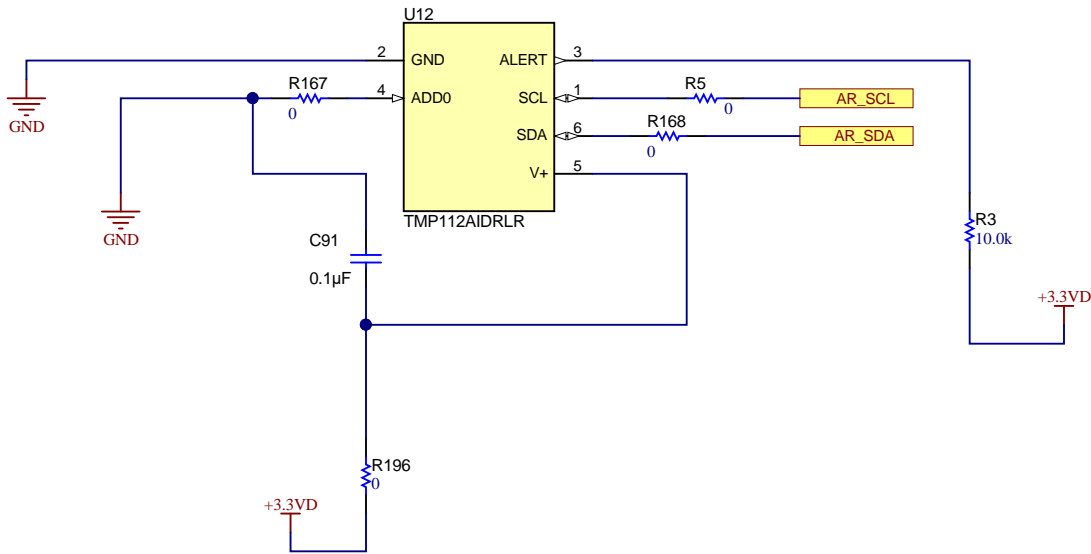 U12
2 GND ALERT 3
R167 4 ADD0 SCL 1 R5 AR_SCL
0 0
GND
SDA 6 R168 AR_SDA
0
V+ 5
TMP112AIDRLR
GND
R3
10.0k
C91
0.1µF
+3.3VD
R196
0
+3.3VD